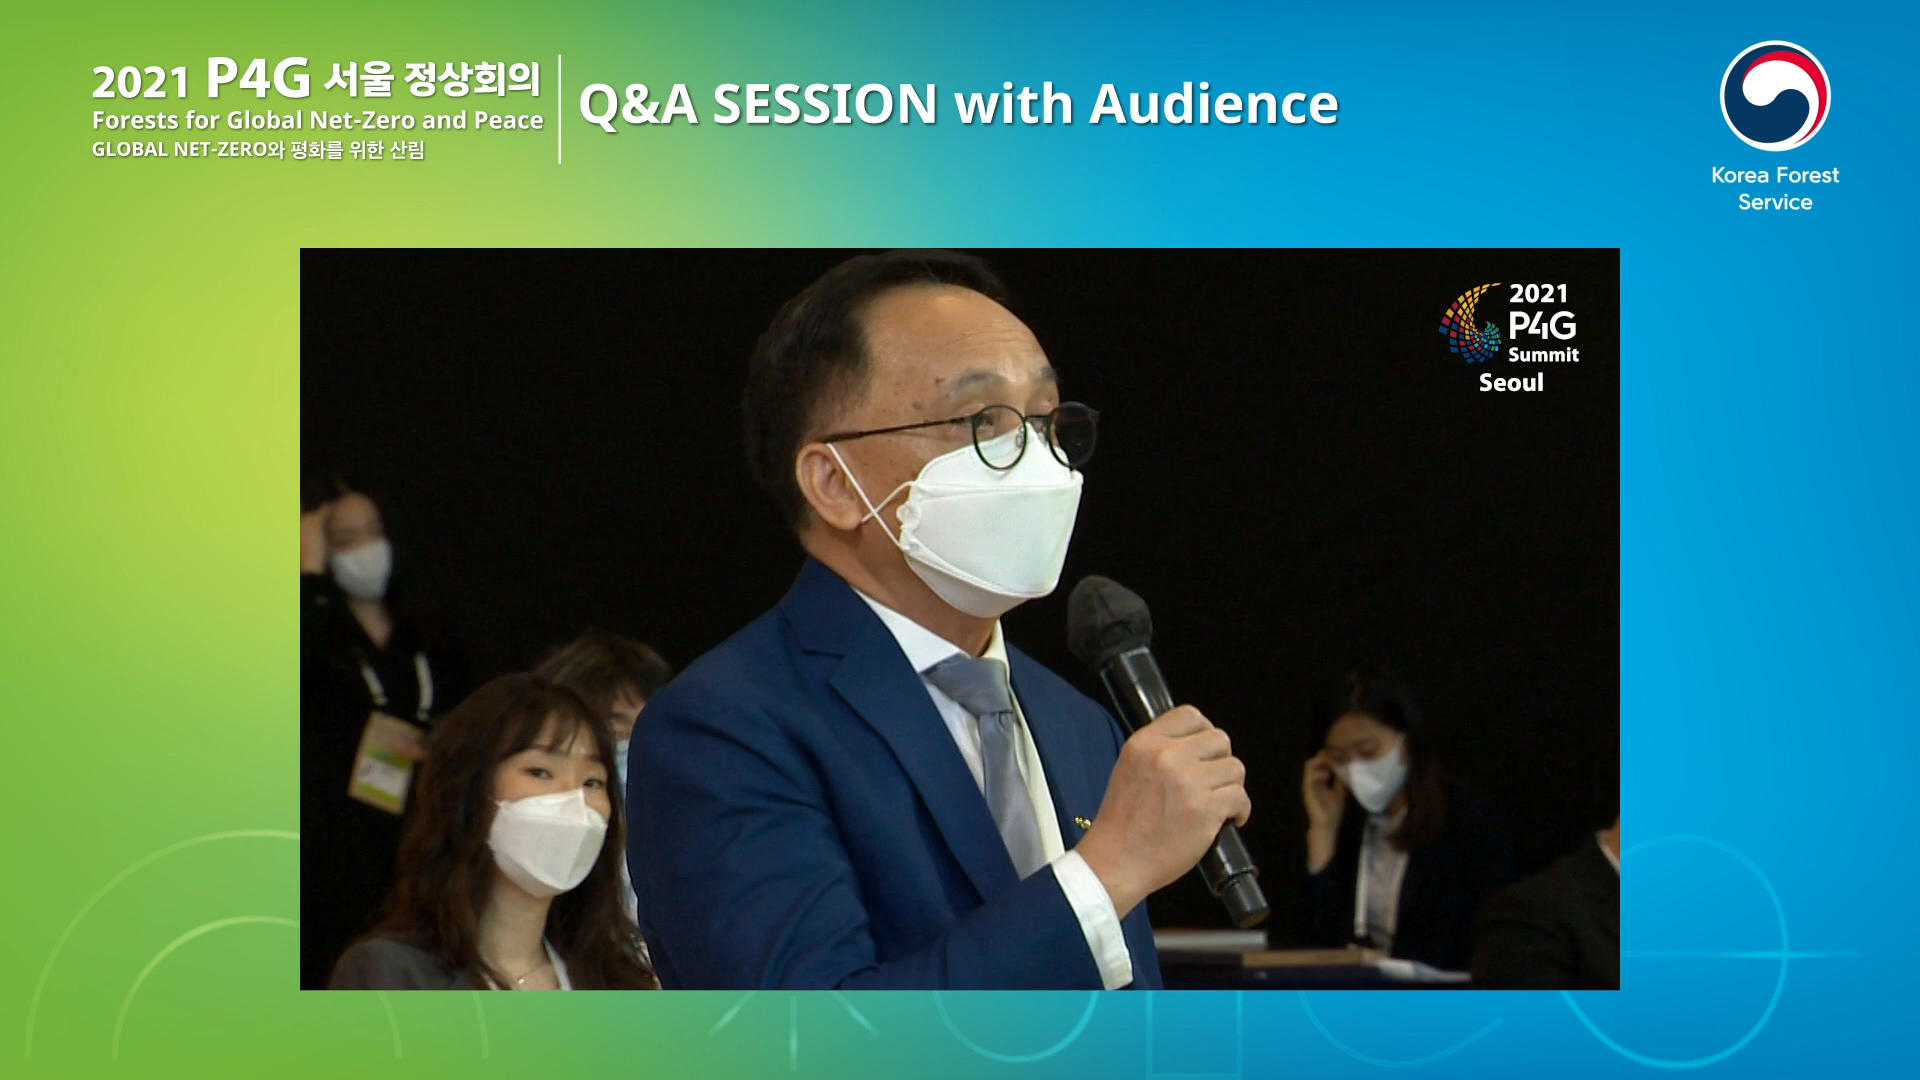 2021 P4G 서울 정상회의
Forests for Global Net-Zero and Peace
GLOBAL NET-ZERO와 평화를 위한 산림
Q&A SESSION with Audience
Korea Forest
Service
2021
P4G
Summit
Seoul